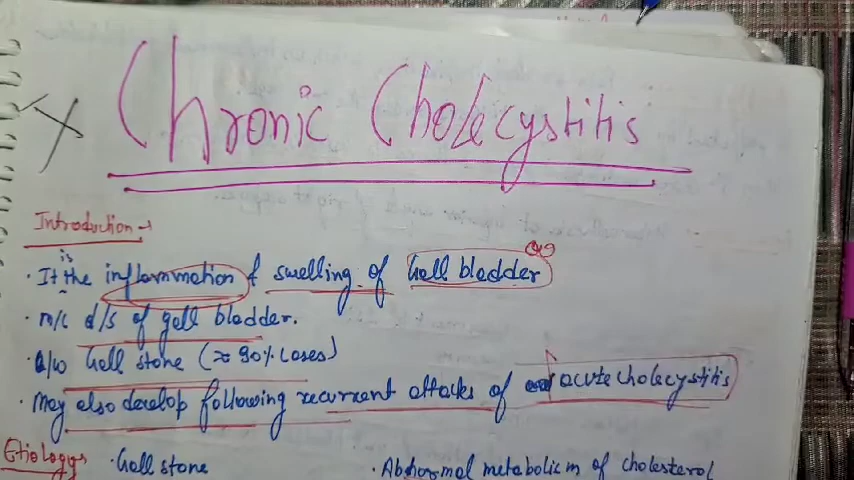 Chronic Cholecystitis
Introduction →
· It is the inflammation & swelling of Gall bladder
· m/c d/s of gall bladder.
· a/w Gall stone (≈ 90% Cases)
· May also develop following recurrent attacks of acute cholecystitis
Etiology · Gall stone · Abnormal metabolism of cholesterol